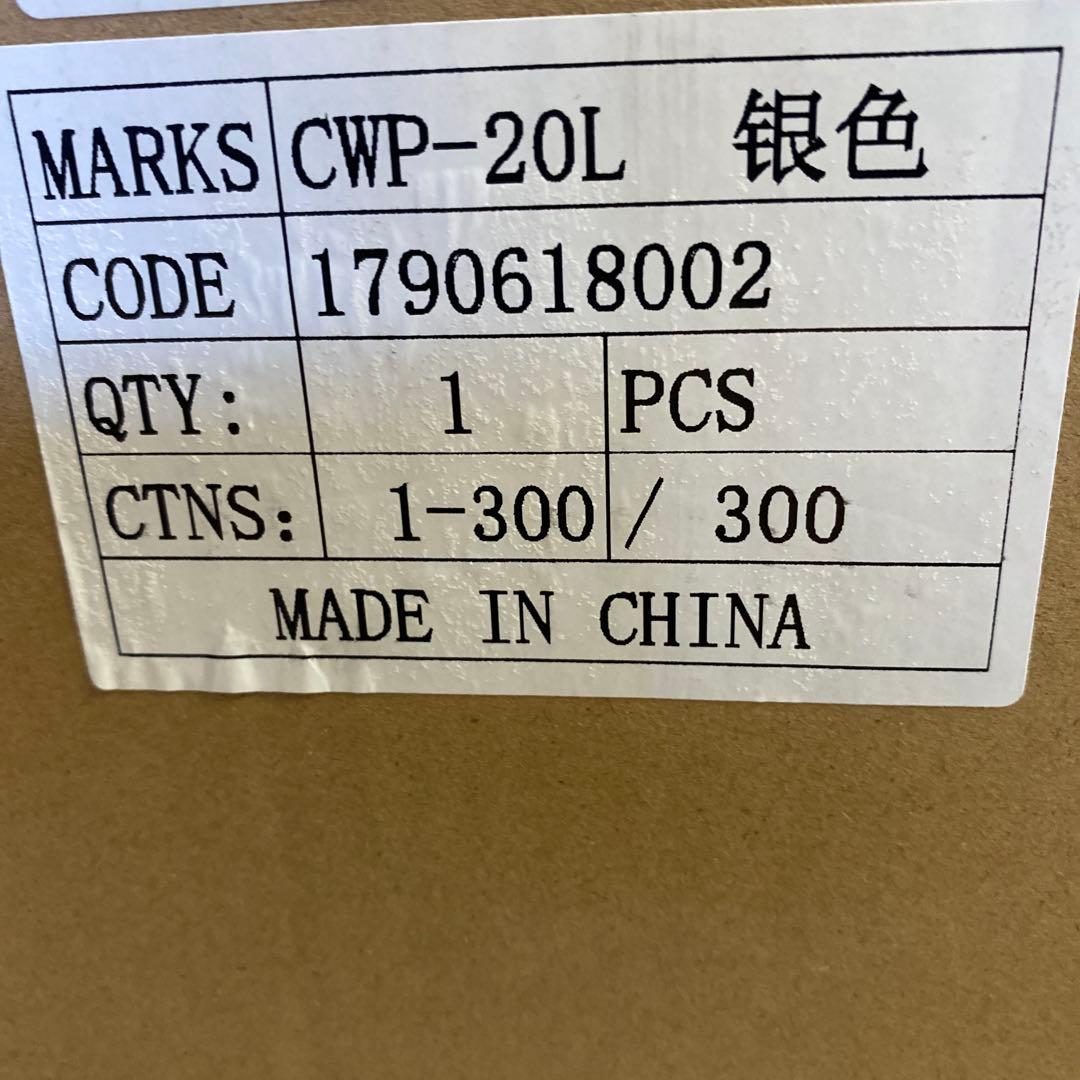 MARKS CWP-20L 银色
CODE 1790618002
QTY: 1 PCS
CTNS: 1-300 / 300
MADE IN CHINA